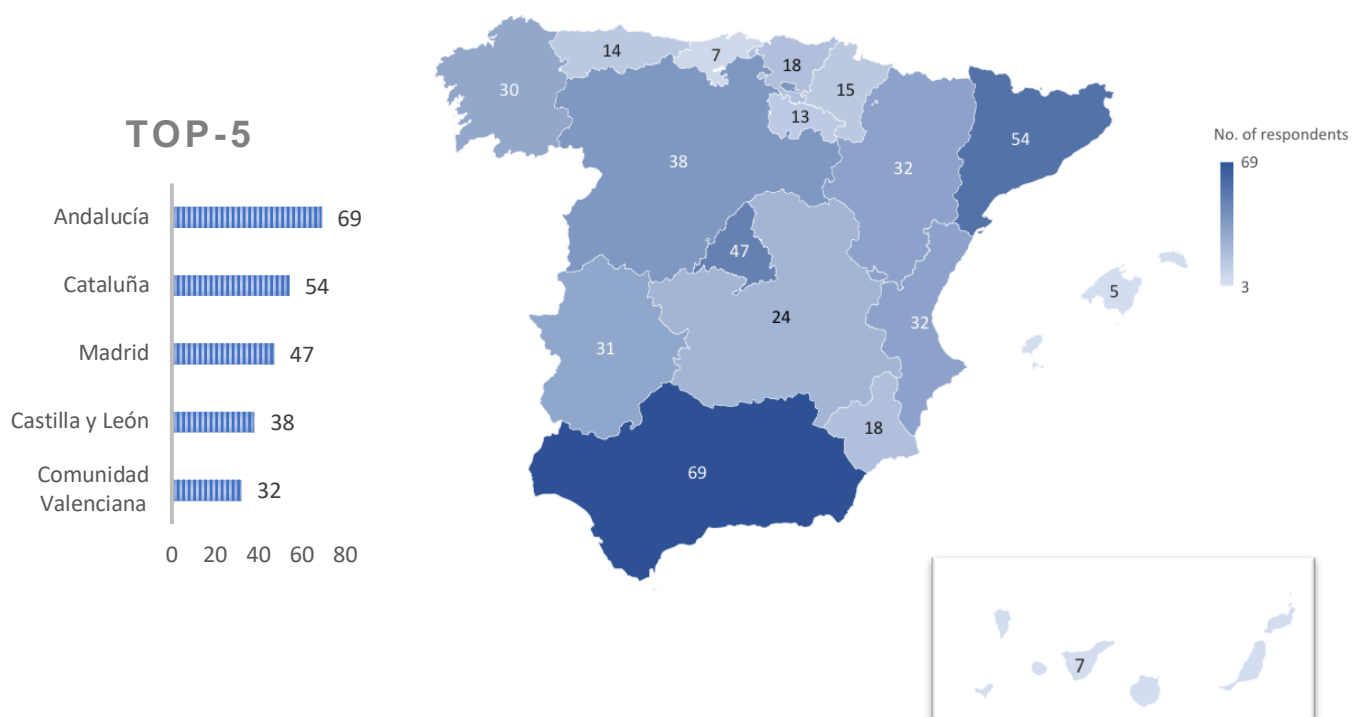 TOP-5
Andalucía 69
Cataluña 54
Madrid 47
Castilla y León 38
Comunidad
Valenciana 32
0 20 40 60 80
14
7
18
15
30
13
38
32
54
47
24
31
32
5
18
69
7
No. of respondents
69
3